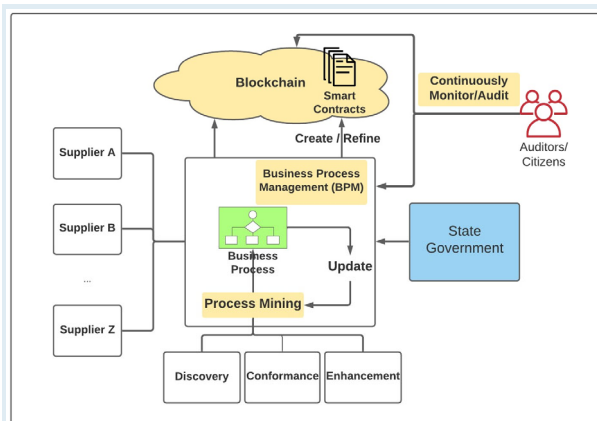 Blockchain
Smart
Contracts
Continuously
Monitor/Audit
Auditors/
Citizens
Create / Refine
Supplier A
Supplier B
...
Supplier Z
Business Process
Management (BPM)
Business
Process
Update
Process Mining
State
Government
Discovery
Conformance
Enhancement